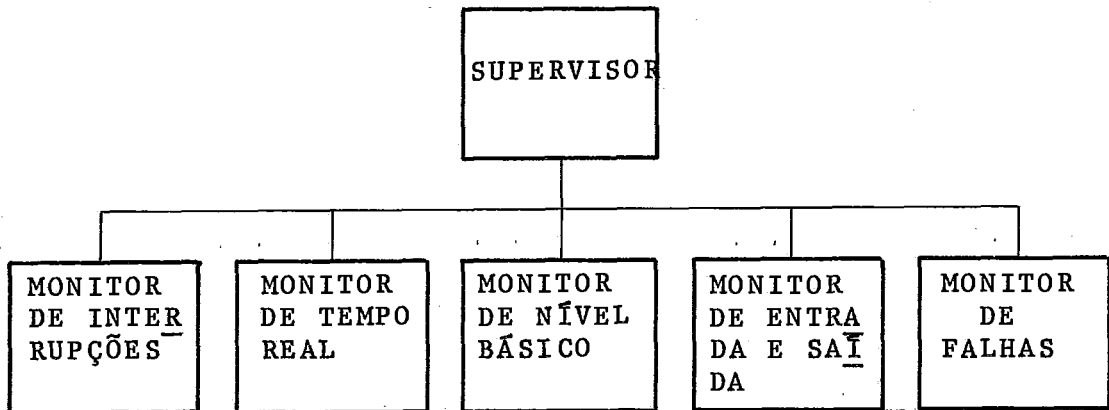 SUPERVISOR
MONITOR
DE INTER
RUPÇÕES
MONITOR
DE TEMPO
REAL
MONITOR
DE NÍVEL
BÁSICO
MONITOR
DE ENTRA
DA E SAÍ
DA
MONITOR
DE
FALHAS